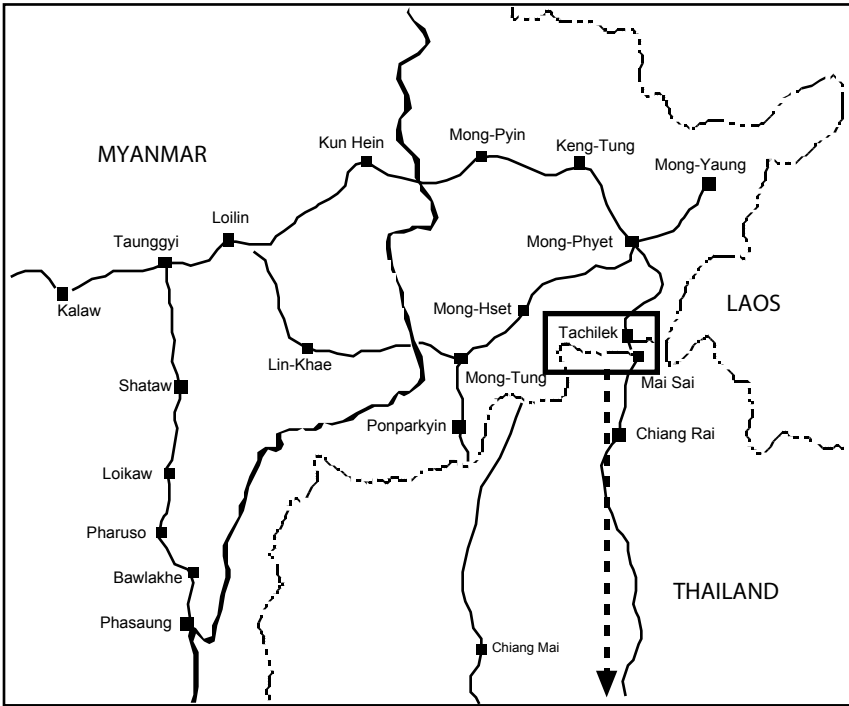 Mong-Pyin
Kun Hein
Keng-Tung
MYANMAR
Mong-Yaung
Loilin
Taunggyi
Mong-Phyet
Kalaw
Mong-Hset
LAOS
Tachilek
Lin-Khae
Mong-Tung
Mai Sai
Shataw
Ponparkyin
Chiang Rai
Loikaw
Pharuso
Bawlakhe
THAILAND
Phasaung
Chiang Mai